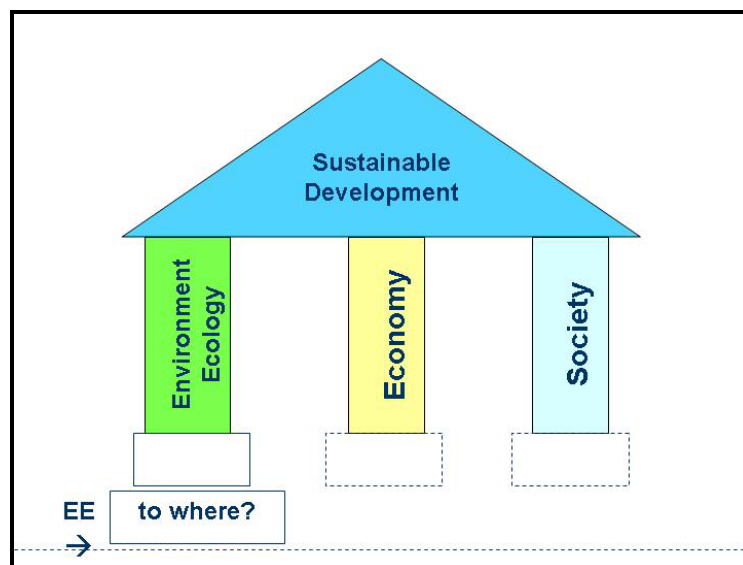 Sustainable
Development
Environment
Ecology
Economy
Society
EE
to where?